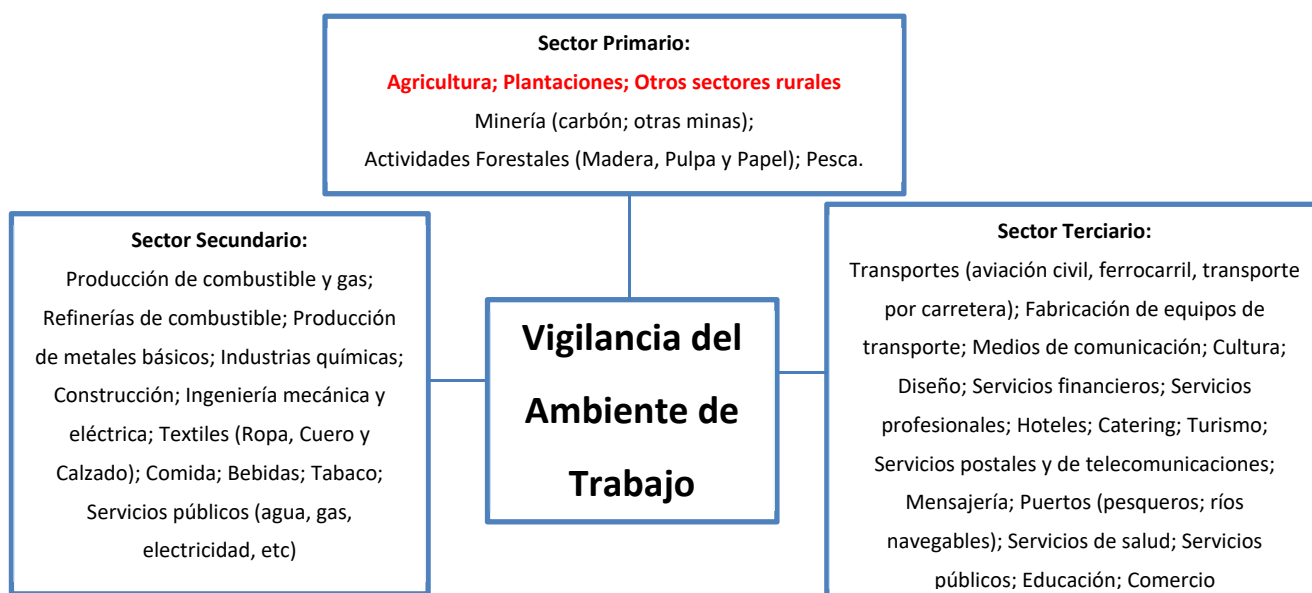 Sector Primario:
Agricultura; Plantaciones; Otros sectores rurales
Minería (carbón; otras minas);
Actividades Forestales (Madera, Pulpa y Papel); Pesca.
Sector Secundario:
Producción de combustible y gas;
Refinerías de combustible; Producción
de metales básicos; Industrias químicas;
Construcción; Ingeniería mecánica y
eléctrica; Textiles (Ropa, Cuero y
Calzado); Comida; Bebidas; Tabaco;
Servicios públicos (agua, gas,
electricidad, etc)
Vigilancia del
Ambiente de
Trabajo
Sector Terciario:
Transportes (aviación civil, ferrocarril, transporte
por carretera); Fabricación de equipos de
transporte; Medios de comunicación; Cultura;
Diseño; Servicios financieros; Servicios
profesionales; Hoteles; Catering; Turismo;
Servicios postales y de telecomunicaciones;
Mensajería; Puertos (pesqueros; ríos
navegables); Servicios de salud; Servicios
públicos; Educación; Comercio